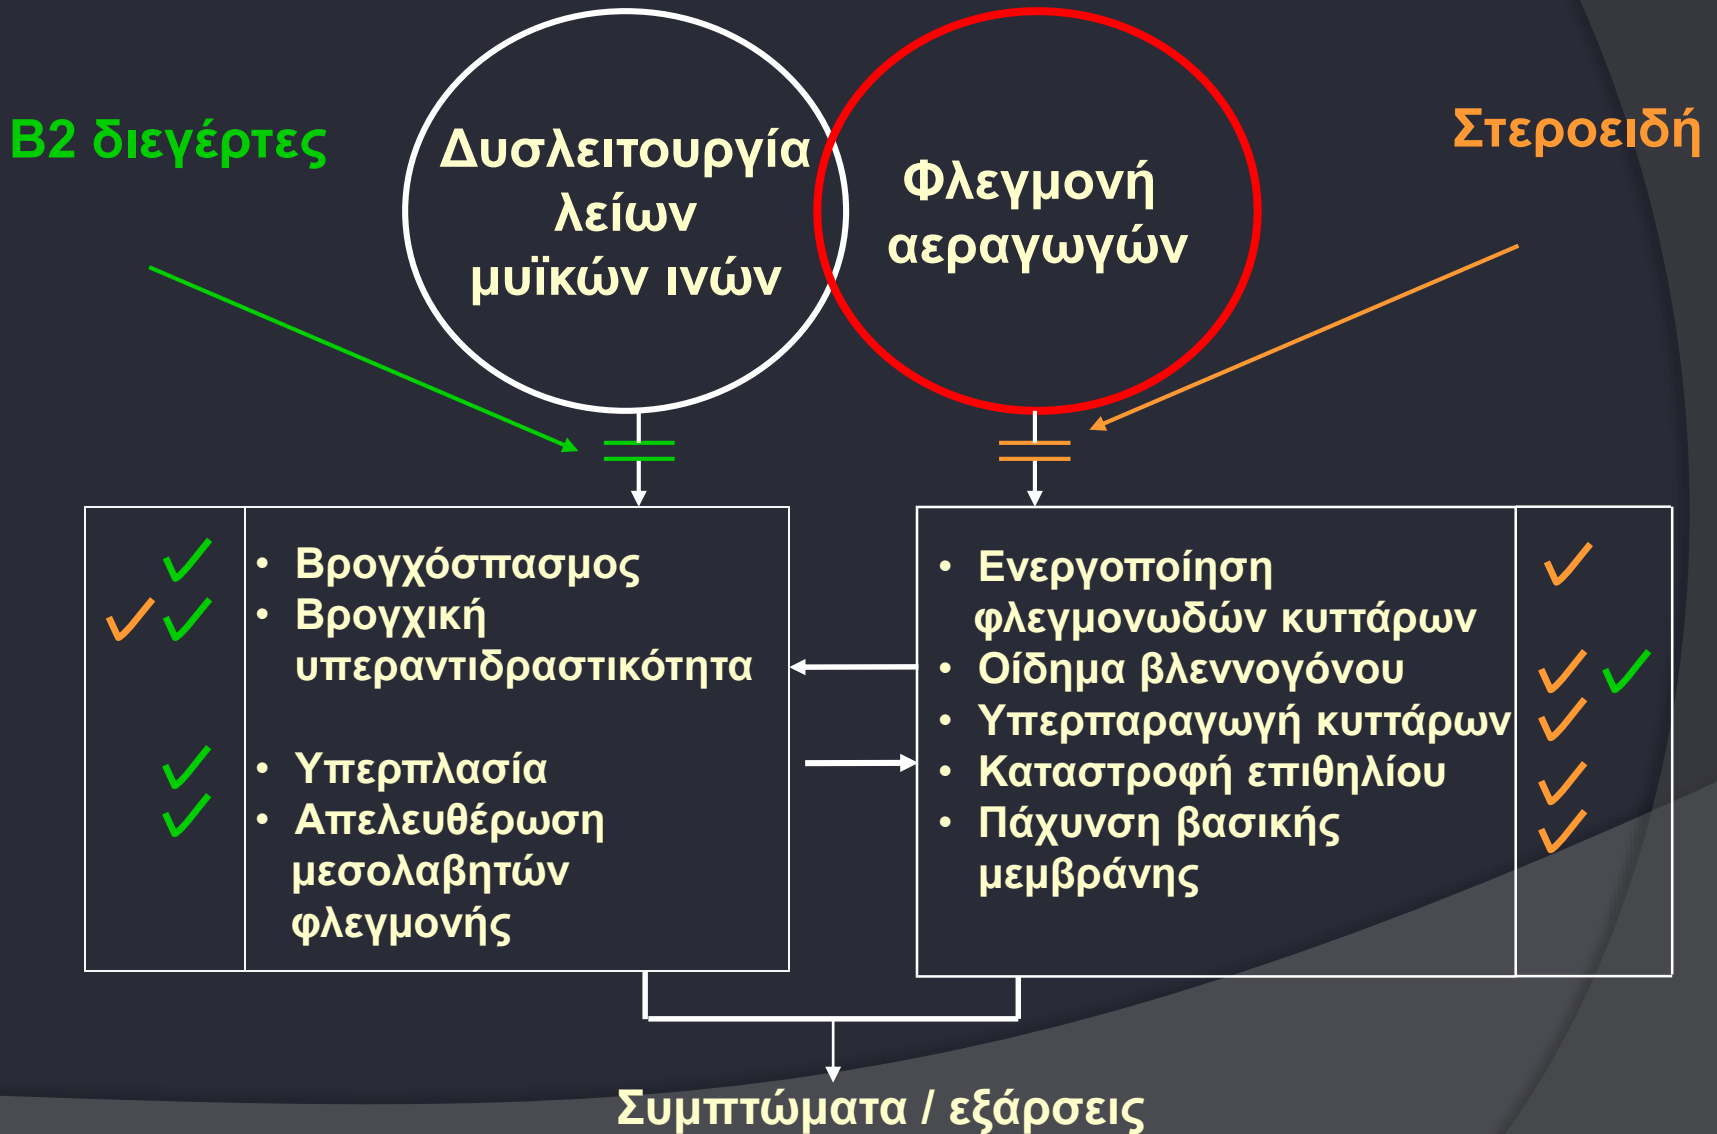 Β2 διεγέρτες
Δυσλειτουργία
λείων
μυϊκών ινών
Φλεγμονή
αεραγωγών
Στεροειδή
• Βρογχόσπασμος
• Βρογχική
υπεραντιδραστικότητα
• Υπερπλασία
• Απελευθέρωση
μεσολαβητών
φλεγμονής
• Ενεργοποίηση
φλεγμονωδών κυττάρων
• Οίδημα βλεννογόνου
• Υπερπαραγωγή κυττάρων
• Καταστροφή επιθηλίου
• Πάχυνση βασικής
μεμβράνης
Συμπτώματα / εξάρσεις